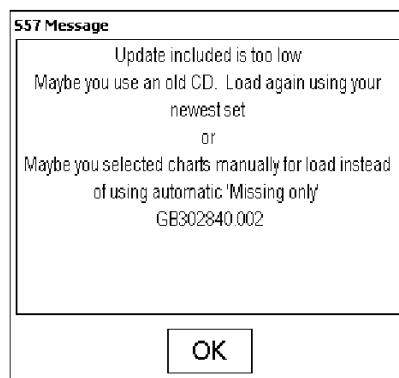 S57 Message
Update included is too low
Maybe you use an old CD. Load again using your
newest set
or
Maybe you selected charts manually for load instead
of using automatic 'Missing only'
GB302840.002
OK